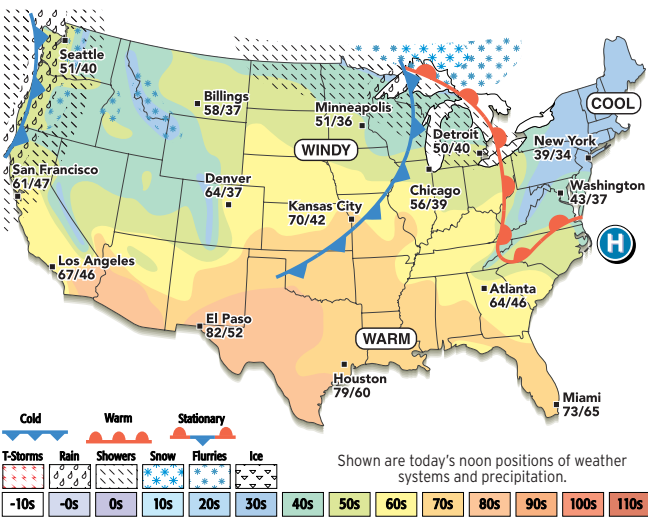 Seattle
51/40
Billings
58/37
Minneapolis
51/36
COOL
Detroit
50/40
New York
39/34
WINDY
San Francisco
61/47
Denver
64/37
Chicago
56/39
Washington
43/37
Kansas City
70/42
H
Los Angeles
67/46
Atlanta
64/46
El Paso
82/52
WARM
Houston
79/60
Miami
73/65
Cold
Warm
Stationary
T-Storms Rain Showers Snow Flurries Ice
Shown are today's noon positions of weather
systems and precipitation.
-10s -0s 0s 10s 20s 30s 40s 50s 60s 70s 80s 90s 100s 110s